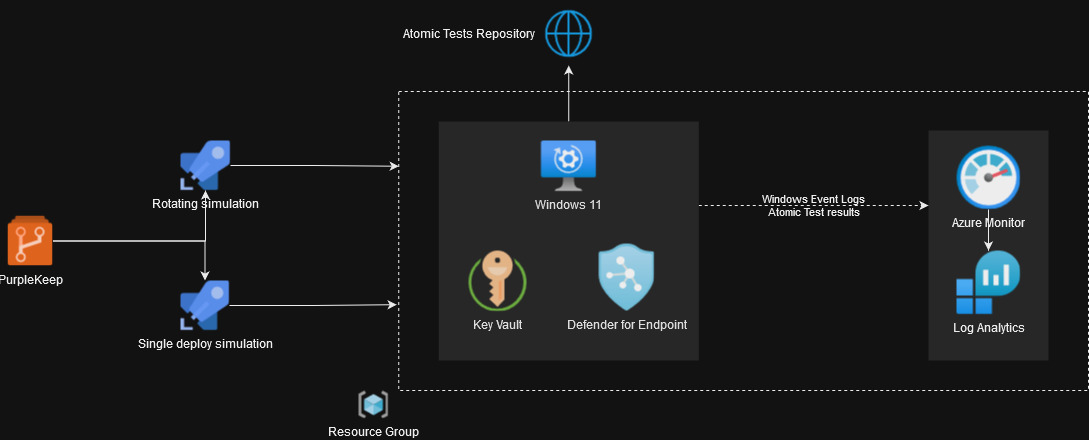 Atomic Tests Repository
Windows 11
Rotating simulation
Windows Event Logs
Atomic Test results
Azure Monitor
PurpleKeep
Key Vault
Defender for Endpoint
Log Analytics
Single deploy simulation
Resource Group